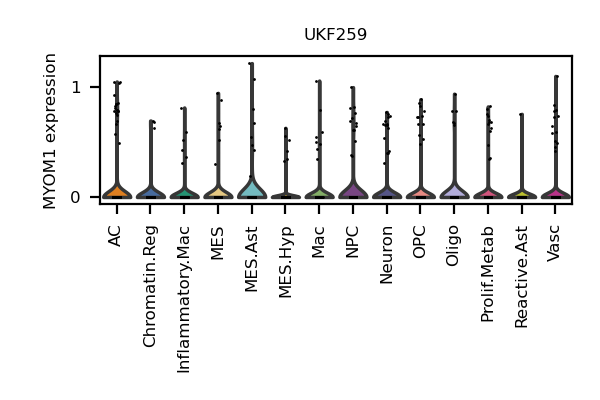 UKF259
MYOM1 expression
1
0
AC
Chromatin.Reg
Inflammatory.Mac
MES
MES.Ast
MES.Hyp
Mac
NPC
Neuron
OPC
Oligo
Prolif.Metab
Reactive.Ast
Vasc